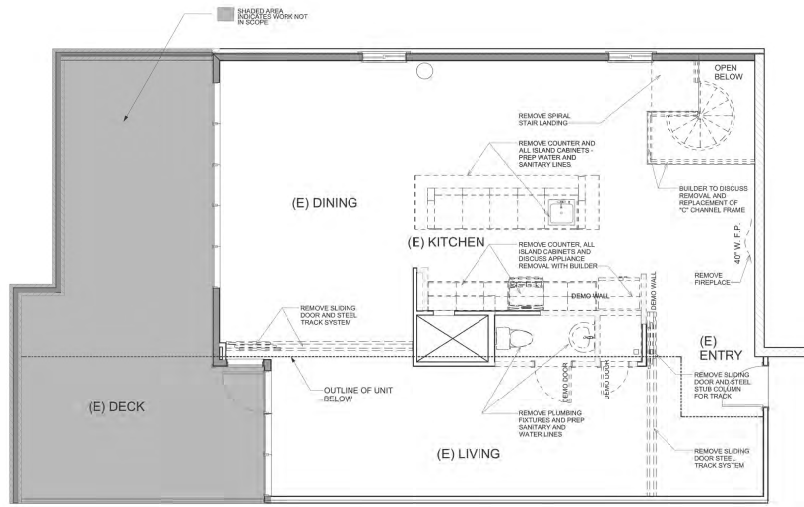 SHADED AREA
INDICATES WORK NOT
IN SCOPE
OPEN
BELOW
REMOVE SPIRAL
STAIR LANDING
REMOVE COUNTER AND
ALL ISLAND CABINETS -
PREP WATER AND
SANITARY LINES
BUILDER TO DISCUSS
REMOVAL AND
REPLACEMENT OF
"C" CHANNEL FRAME
(E) DINING
(E) KITCHEN
REMOVE COUNTER, ALL
ISLAND CABINETS AND
DISCUSS APPLIANCE
REMOVAL WITH BUILDER
40" W. F.P.
REMOVE
FIREPLACE
DEMO WALL
DEMO WALL
REMOVE SLIDING
DOOR AND STEEL
TRACK SYSTEM
(E)
ENTRY
REMOVE SLIDING
DOOR AND STEEL
STUB COLUMN
FOR TRACK
OUTLINE OF UNIT
BELOW
DEMO DOOR
DEMO DOOR
(E) DECK
REMOVE PLUMBING
FIXTURES AND PREP
SANITARY AND
WATER LINES
(E) LIVING
REMOVE SLIDING
DOOR STEEL
TRACK SYSTEM